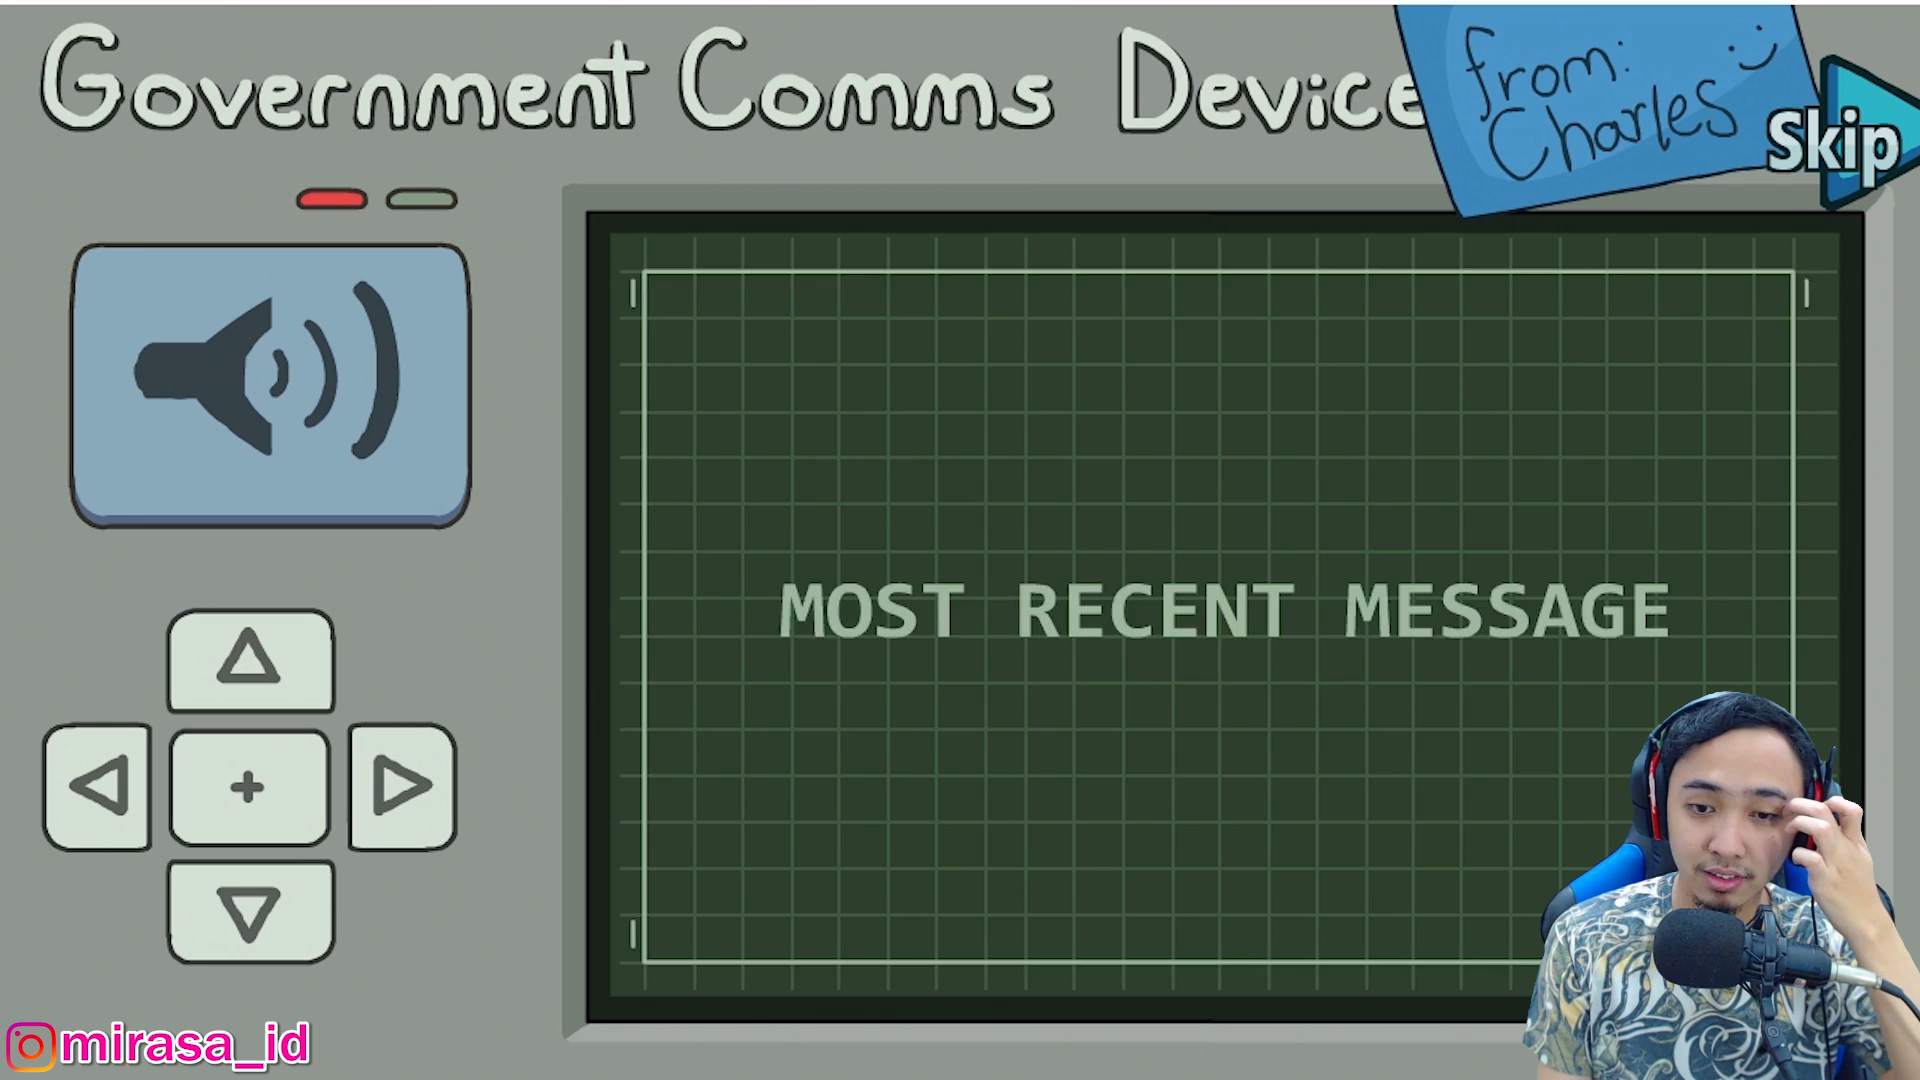 Government Comms Device
from:
Charles
Skip
MOST RECENT MESSAGE
mirasa_id